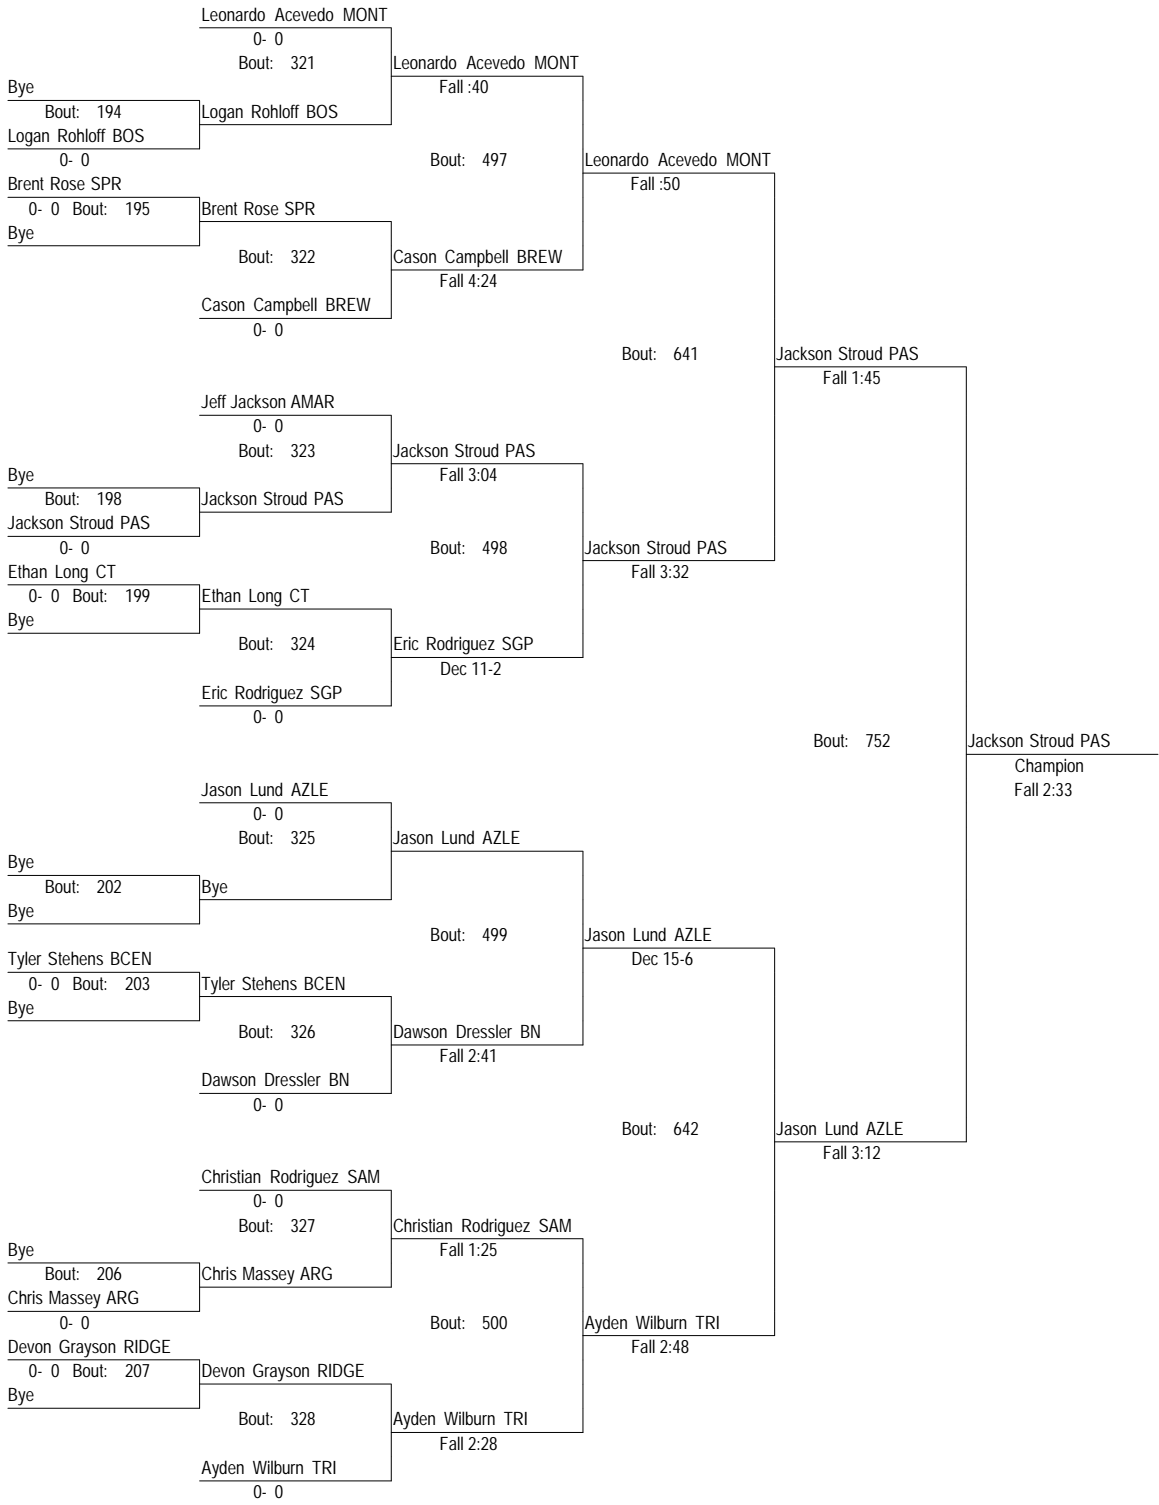 Leonardo Acevedo MONT
0- 0
Bout: 321
Leonardo Acevedo MONT
Fall :40
Bye
Bout: 194
Logan Rohloff BOS
Logan Rohloff BOS
0- 0
Bout: 497
Leonardo Acevedo MONT
Fall :50
Brent Rose SPR
0- 0 Bout: 195
Brent Rose SPR
Bye
Bout: 322
Cason Campbell BREW
Fall 4:24
Cason Campbell BREW
0- 0
Bout: 641
Jackson Stroud PAS
Fall 1:45
Jeff Jackson AMAR
0- 0
Bout: 323
Jackson Stroud PAS
Fall 3:04
Bye
Bout: 198
Jackson Stroud PAS
Jackson Stroud PAS
0- 0
Bout: 498
Jackson Stroud PAS
Fall 3:32
Ethan Long CT
0- 0 Bout: 199
Ethan Long CT
Bye
Bout: 324
Eric Rodriguez SGP
Dec 11-2
Eric Rodriguez SGP
0- 0
Bout: 752
Jackson Stroud PAS
Champion
Fall 2:33
Jason Lund AZLE
0- 0
Bout: 325
Jason Lund AZLE
Bye
Bout: 202
Bye
Bye
Bout: 499
Jason Lund AZLE
Dec 15-6
Tyler Stehens BCEN
0- 0 Bout: 203
Tyler Stehens BCEN
Bye
Bout: 326
Dawson Dressler BN
Fall 2:41
Dawson Dressler BN
0- 0
Bout: 642
Jason Lund AZLE
Fall 3:12
Christian Rodriguez SAM
0- 0
Bout: 327
Christian Rodriguez SAM
Fall 1:25
Bye
Bout: 206
Chris Massey ARG
Chris Massey ARG
0- 0
Bout: 500
Ayden Wilburn TRI
Fall 2:48
Devon Grayson RIDGE
0- 0 Bout: 207
Devon Grayson RIDGE
Bye
Bout: 328
Ayden Wilburn TRI
Fall 2:28
Ayden Wilburn TRI
0- 0